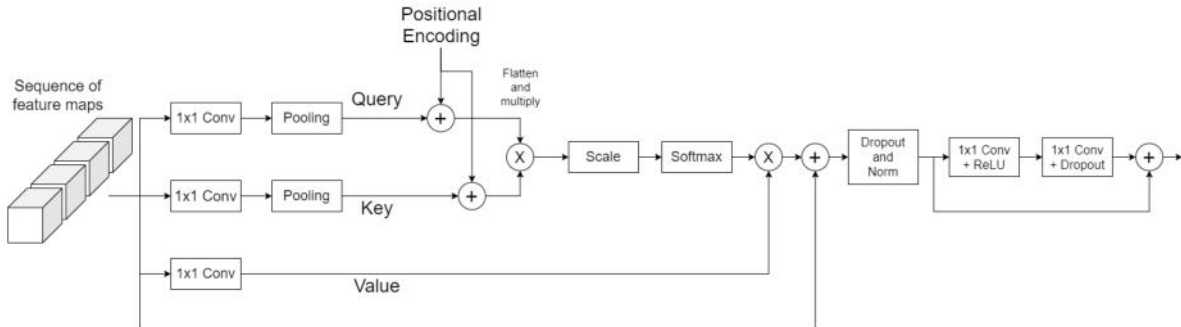 Positional
Encoding
Sequence of
feature maps
Flatten
and
multiply
1x1 Conv
Pooling
Query
+
X
Scale
Softmax
X
+
Dropout
and
Norm
1x1 Conv
+ ReLU
1x1 Conv
+ Dropout
+
1x1 Conv
Pooling
Key
+
1x1 Conv
Value